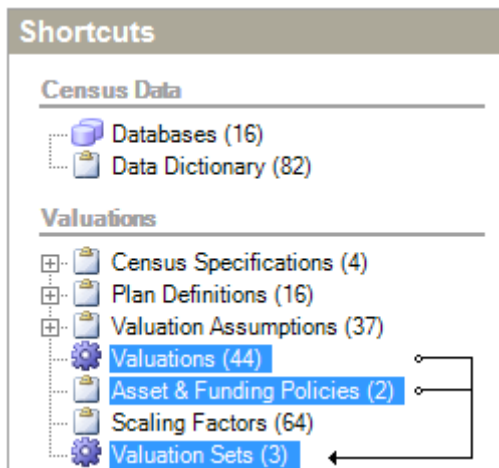 Shortcuts
Census Data
Databases (16)
Data Dictionary (82)
Valuations
Census Specifications (4)
Plan Definitions (16)
Valuation Assumptions (37)
Valuations (44)
Asset & Funding Policies (2)
Scaling Factors (64)
Valuation Sets (3)